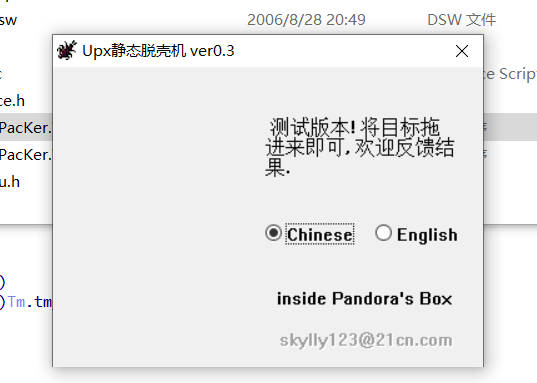 sw 2006/8/28 20:49 DSW 文件
Upx静态脱壳机 ver0.3
ce Script
ce.h
测试版本! 将目标拖
PacKer.
进来即可, 欢迎反馈结
PacKer.
果.
u.h
Chinese English
)
inside Pandora's Box
)Tm.tm
skylly123@21cn.com